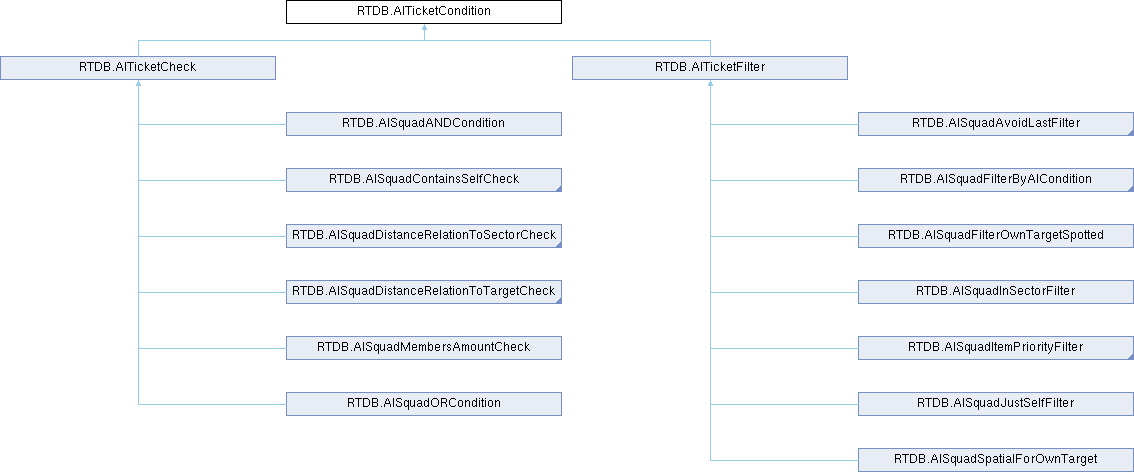 RTDB.AITicketCondition
RTDB.AITicketCheck
RTDB.AITicketFilter
RTDB.AISquadANDCondition
RTDB.AISquadAvoidLastFilter
RTDB.AISquadContainsSelfCheck
RTDB.AISquadFilterByAICondition
RTDB.AISquadDistanceRelationToSectorCheck
RTDB.AISquadFilterOwnTargetSpotted
RTDB.AISquadDistanceRelationToTargetCheck
RTDB.AISquadInSectorFilter
RTDB.AISquadMembersAmountCheck
RTDB.AISquadItemPriorityFilter
RTDB.AISquadORCondition
RTDB.AISquadJustSelfFilter
RTDB.AISquadSpatialForOwnTarget